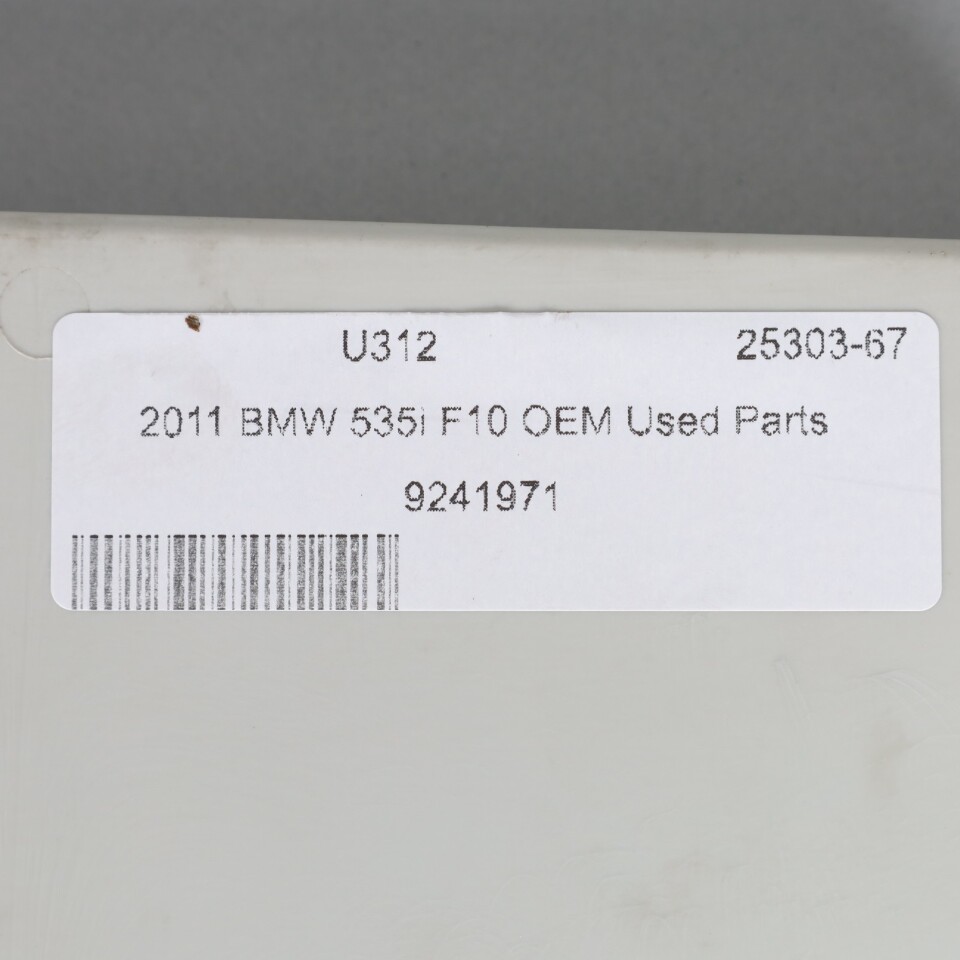 U312 25303-67
2011 BMW 535i F10 OEM Used Parts
9241971